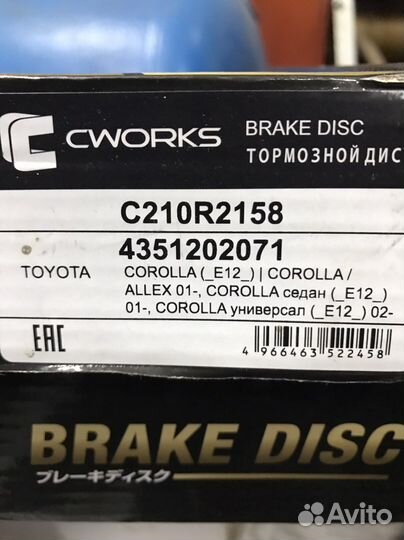 CWORKS
BRAKE DISC
ТОРМОЗНОЙ ДИС
C210R2158
4351202071
TOYOTA
COROLLA (_E12_) | COROLLA /
ALLEX 01-, COROLLA седан (_E12_)
01-, COROLLA универсал (_E12_) 02-
EAC
4 966463 522458
BRAKE DISC
ブレーキディスク
Avito